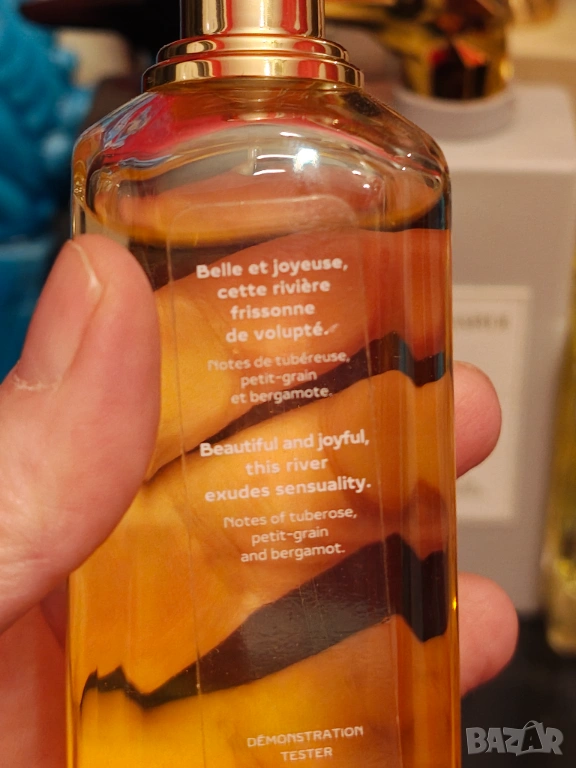 Belle et joyeuse,
cette rivière
frissonne
de volupté.
Notes de tubéreuse,
petit-grain
et bergamote.
Beautiful and joyful,
this river
exudes sensuality.
Notes of tuberose,
petit-grain
and bergamot.
DÉMONSTRATION
TESTER
BAZAR